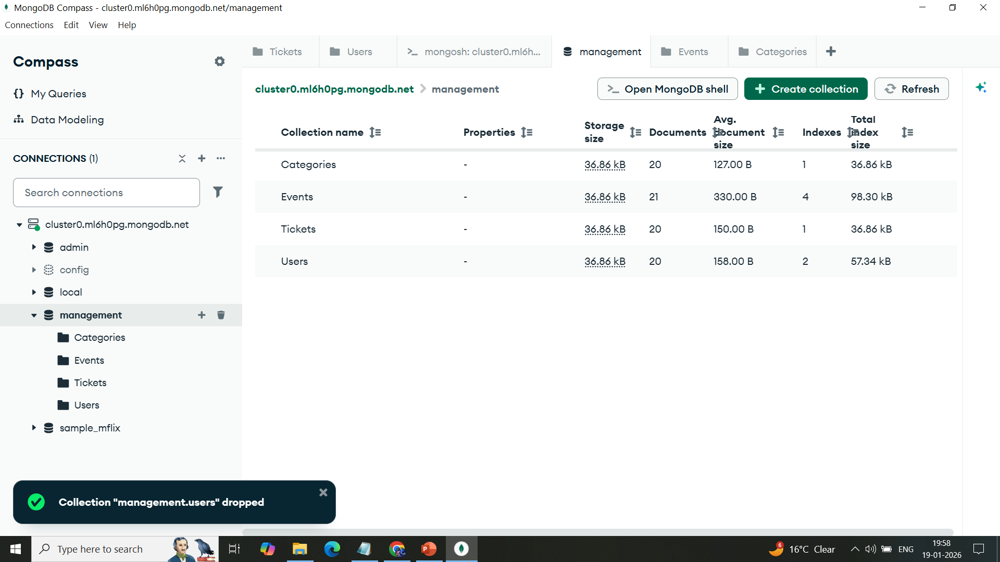 MongoDB Compass - cluster0.ml6h0pg.mongodb.net/management
Connections Edit View Help
Compass
My Queries
Data Modeling
CONNECTIONS (1)
Search connections
cluster0.ml6h0pg.mongodb.net
admin
config
local
management
Categories
Events
Tickets
Users
sample_mflix
Tickets Users >_ mongosh: cluster0.ml6h... management Events Categories
cluster0.ml6h0pg.mongodb.net > management
>_ Open MongoDB shell + Create collection Refresh
Collection name Properties Storage size Documents Avg. document size Indexes Total index size
Categories - 36.86 kB 20 127.00 B 1 36.86 kB
Events - 36.86 kB 21 330.00 B 4 98.30 kB
Tickets - 36.86 kB 20 150.00 B 1 36.86 kB
Users - 36.86 kB 20 158.00 B 2 57.34 kB
Collection "management.users" dropped
Type here to search
6 16°C Clear ENG
19:58
19-01-2026